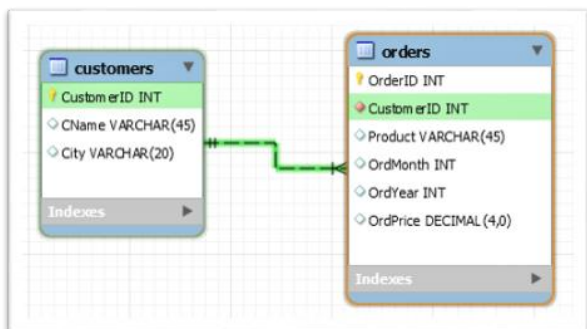 customers
CustomerID INT
CName VARCHAR(45)
City VARCHAR(20)
Indexes
orders
OrderID INT
CustomerID INT
Product VARCHAR(45)
OrdMonth INT
OrdYear INT
OrdPrice DECIMAL(4,0)
Indexes